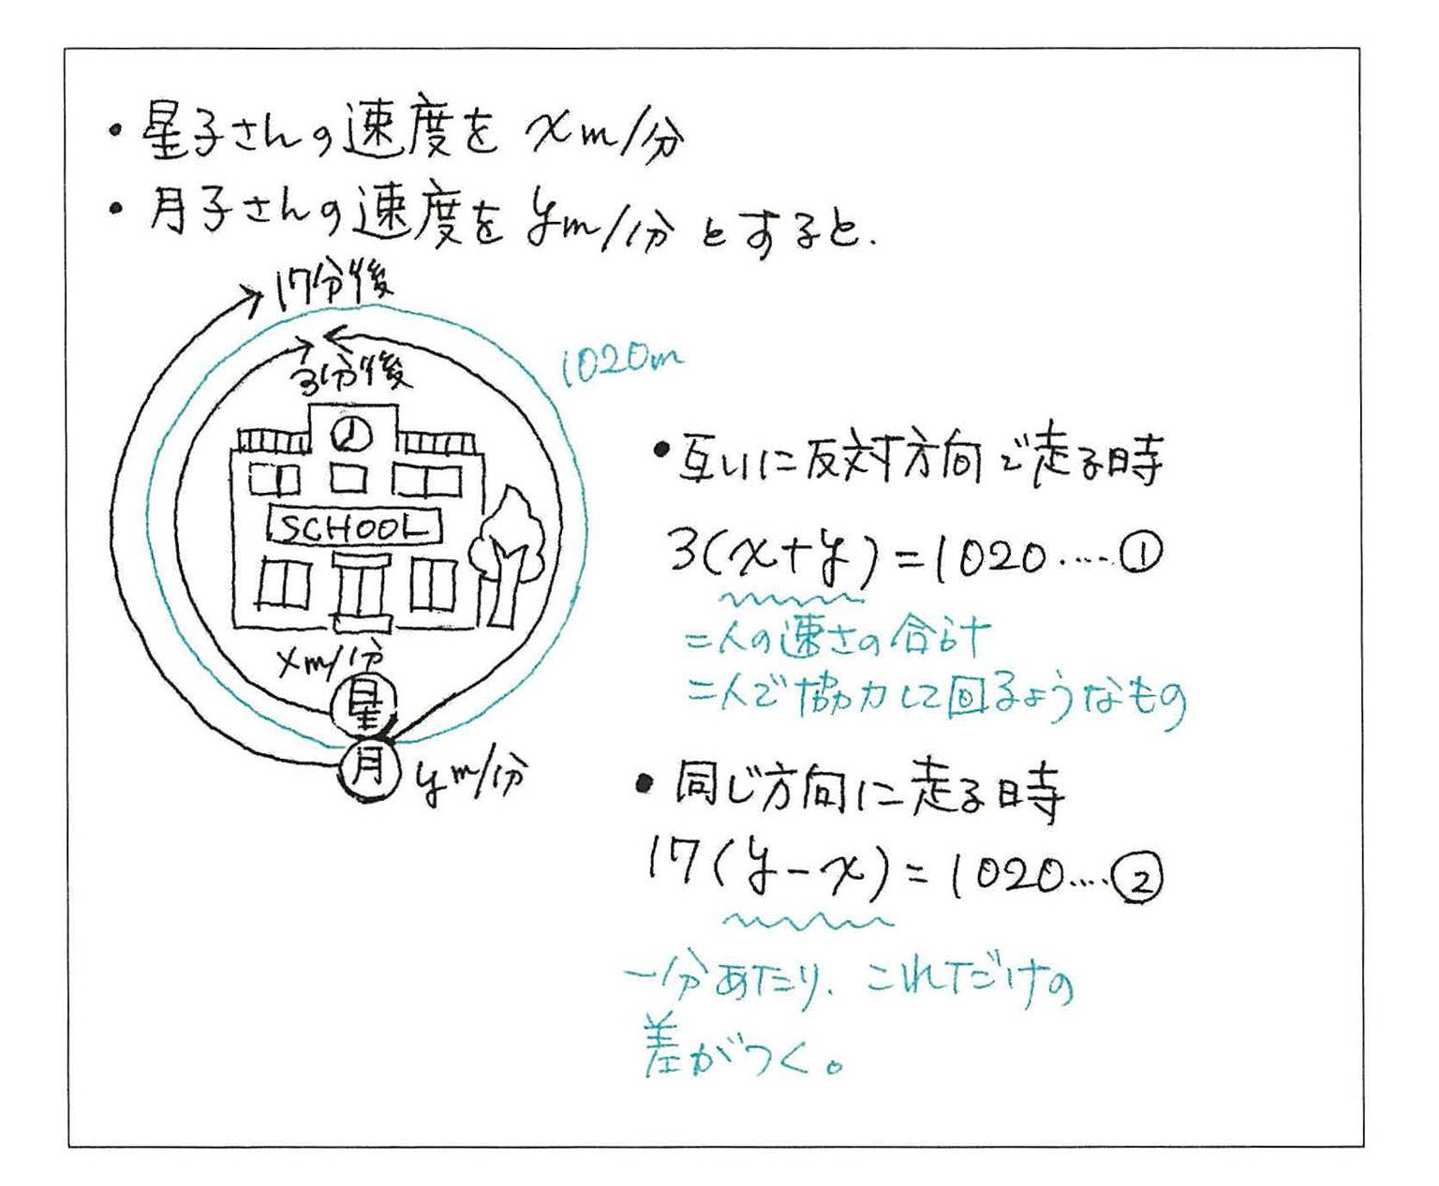 ・星子さんの速度を xm/分
・月子さんの速度を ym/分 とすると.
17分後
3分後
1020m
SCHOOL
xm/分
星
月
ym/分
・互いに反対方向で走る時
3(x+y)=1020……①
二人の速さの合計
二人で協力して回るようなもの
・同じ方向に走る時
17(y-x)=1020……②
一分あたり、これだけの
差がつく。